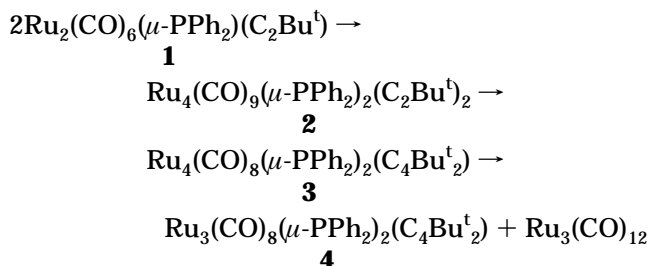 2Ru₂(CO)₆(μ-PPh₂)(C₂Buᵗ) →
1
Ru₄(CO)₉(μ-PPh₂)₂(C₂Buᵗ)₂ →
2
Ru₄(CO)₈(μ-PPh₂)₂(C₄Buᵗ₂) →
3
Ru₃(CO)₈(μ-PPh₂)₂(C₄Buᵗ₂) + Ru₃(CO)₁₂
4